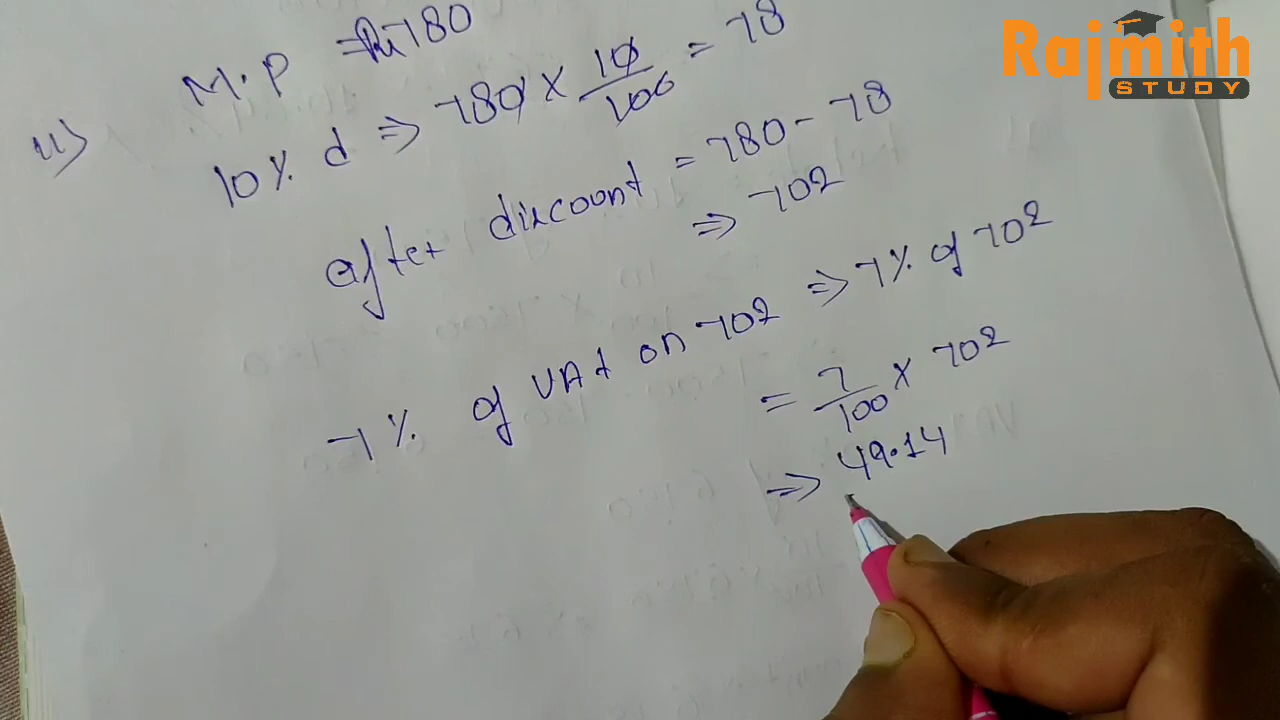 Rajmith
STUDY
M.P = Rs 780
ii) 10% d ⇒ 780 × 10/100 = 78
after discount = 780 - 78
⇒ 702
7% of VAt on 702 ⇒ 7% of 702
= 7/100 × 702
⇒ 49.14